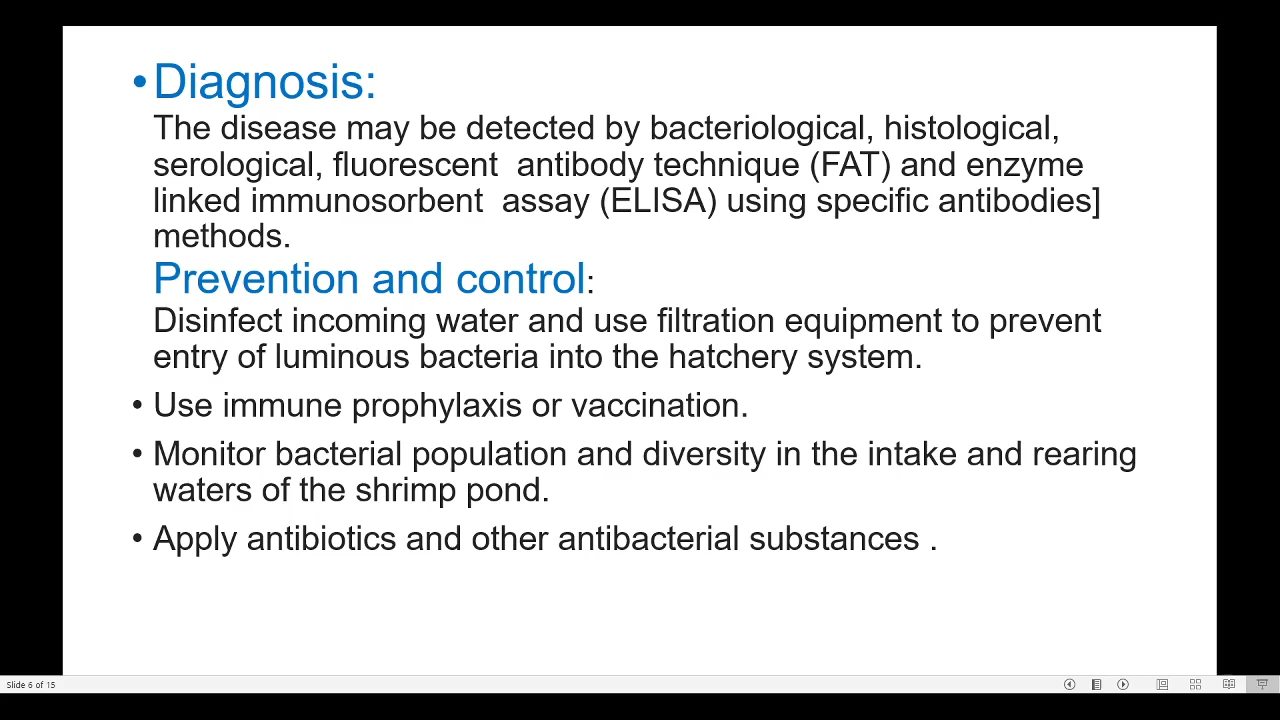 •Diagnosis:
The disease may be detected by bacteriological, histological,
serological, fluorescent  antibody technique (FAT) and enzyme
linked immunosorbent  assay (ELISA) using specific antibodies]
methods.
Prevention and control:
Disinfect incoming water and use filtration equipment to prevent
entry of luminous bacteria into the hatchery system.
• Use immune prophylaxis or vaccination.
• Monitor bacterial population and diversity in the intake and rearing
waters of the shrimp pond.
• Apply antibiotics and other antibacterial substances .
Slide 6 of 15